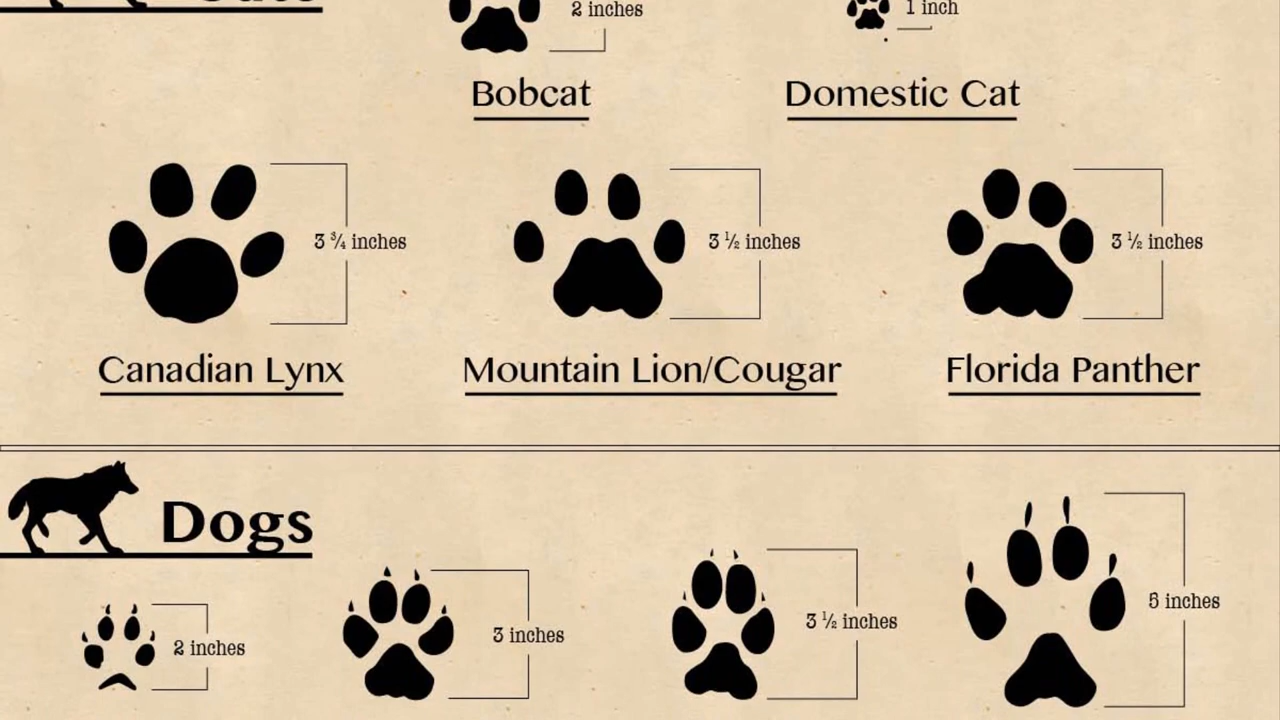 2 inches
1 inch
Bobcat
Domestic Cat
3 ¾ inches
3 ½ inches
3 ½ inches
Canadian Lynx
Mountain Lion/Cougar
Florida Panther
Dogs
5 inches
3 ½ inches
3 inches
2 inches